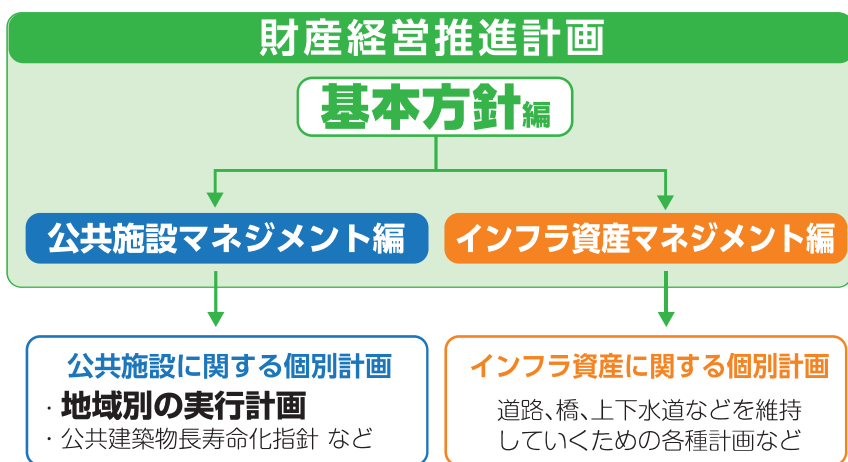 財産経営推進計画
基本方針編
公共施設マネジメント編
インフラ資産マネジメント編
公共施設に関する個別計画
・地域別の実行計画
・公共建築物長寿命化指針 など
インフラ資産に関する個別計画
道路、橋、上下水道などを維持
していくための各種計画など